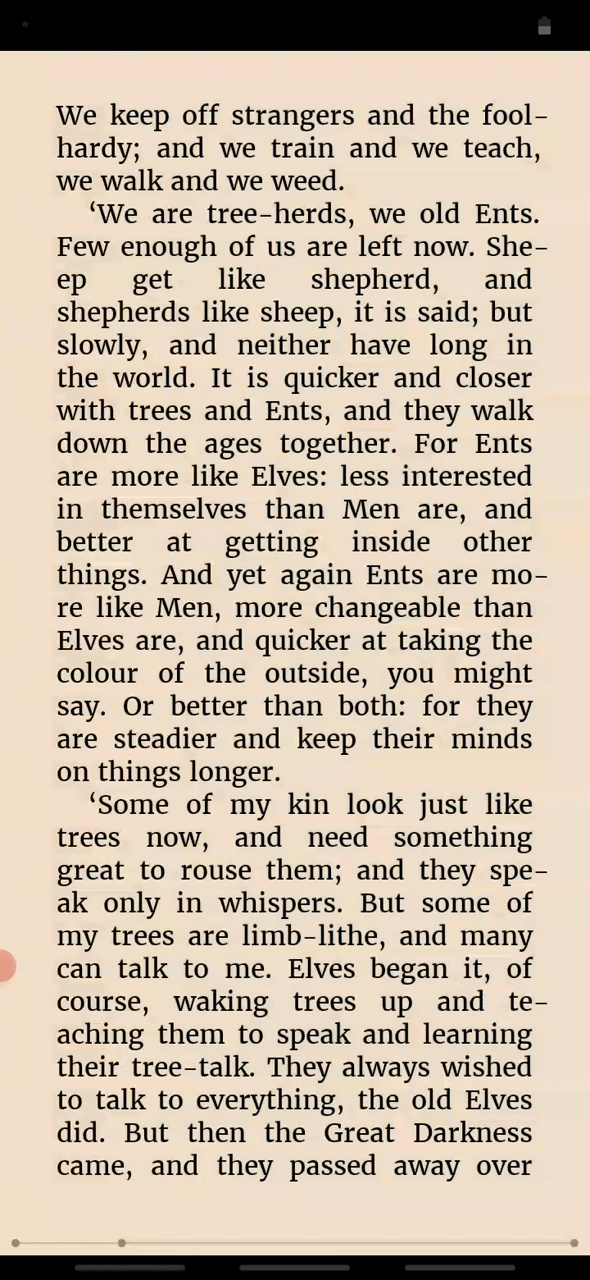 We keep off strangers and the fool-
hardy; and we train and we teach,
we walk and we weed.
‘We are tree-herds, we old Ents.
Few enough of us are left now. She-
ep get like shepherd, and
shepherds like sheep, it is said; but
slowly, and neither have long in
the world. It is quicker and closer
with trees and Ents, and they walk
down the ages together. For Ents
are more like Elves: less interested
in themselves than Men are, and
better at getting inside other
things. And yet again Ents are mo-
re like Men, more changeable than
Elves are, and quicker at taking the
colour of the outside, you might
say. Or better than both: for they
are steadier and keep their minds
on things longer.
‘Some of my kin look just like
trees now, and need something
great to rouse them; and they spe-
ak only in whispers. But some of
my trees are limb-lithe, and many
can talk to me. Elves began it, of
course, waking trees up and te-
aching them to speak and learning
their tree-talk. They always wished
to talk to everything, the old Elves
did. But then the Great Darkness
came, and they passed away over